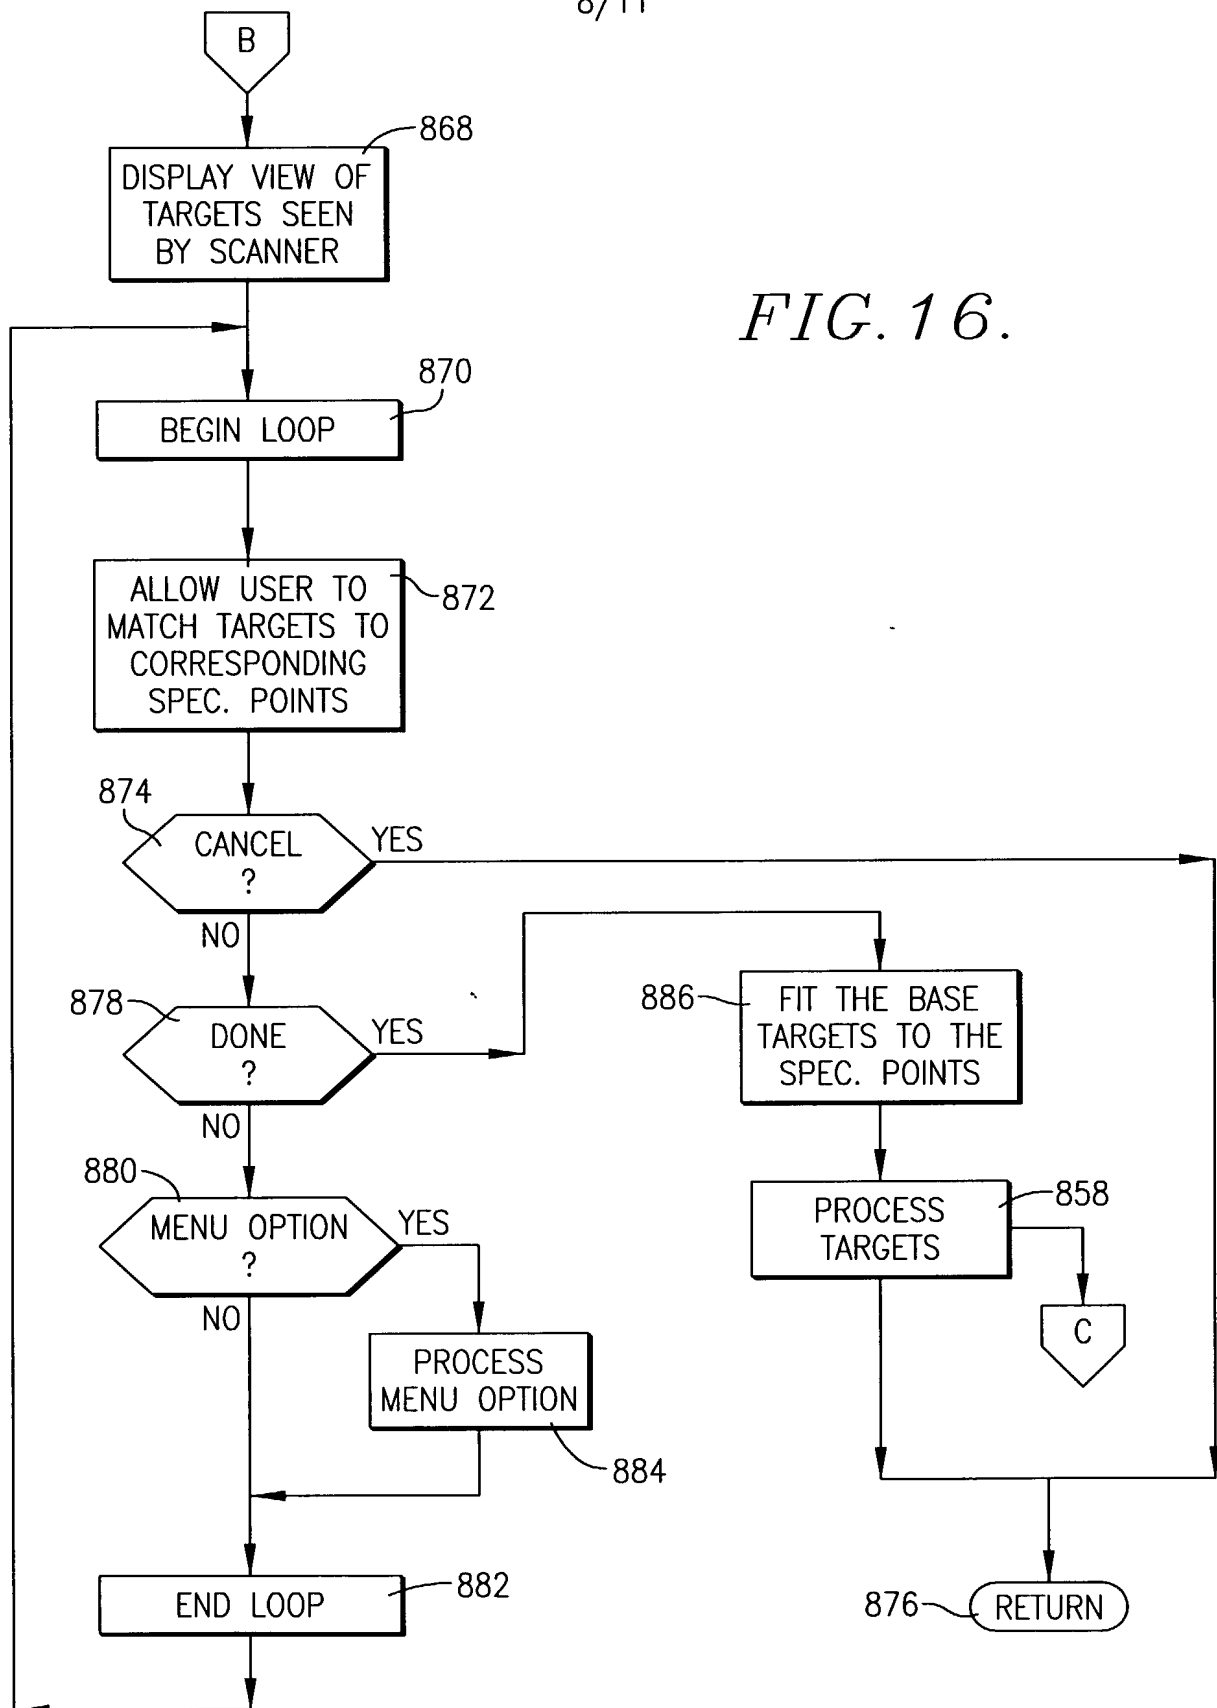 8/11
B
868
DISPLAY VIEW OF
TARGETS SEEN
BY SCANNER
FIG. 16.
870
BEGIN LOOP
ALLOW USER TO
MATCH TARGETS TO
CORRESPONDING
SPEC. POINTS
872
874
CANCEL
?
YES
NO
878
DONE
?
YES
NO
886
FIT THE BASE
TARGETS TO THE
SPEC. POINTS
880
MENU OPTION
?
YES
NO
PROCESS
TARGETS
858
C
PROCESS
MENU OPTION
884
END LOOP
882
876
RETURN